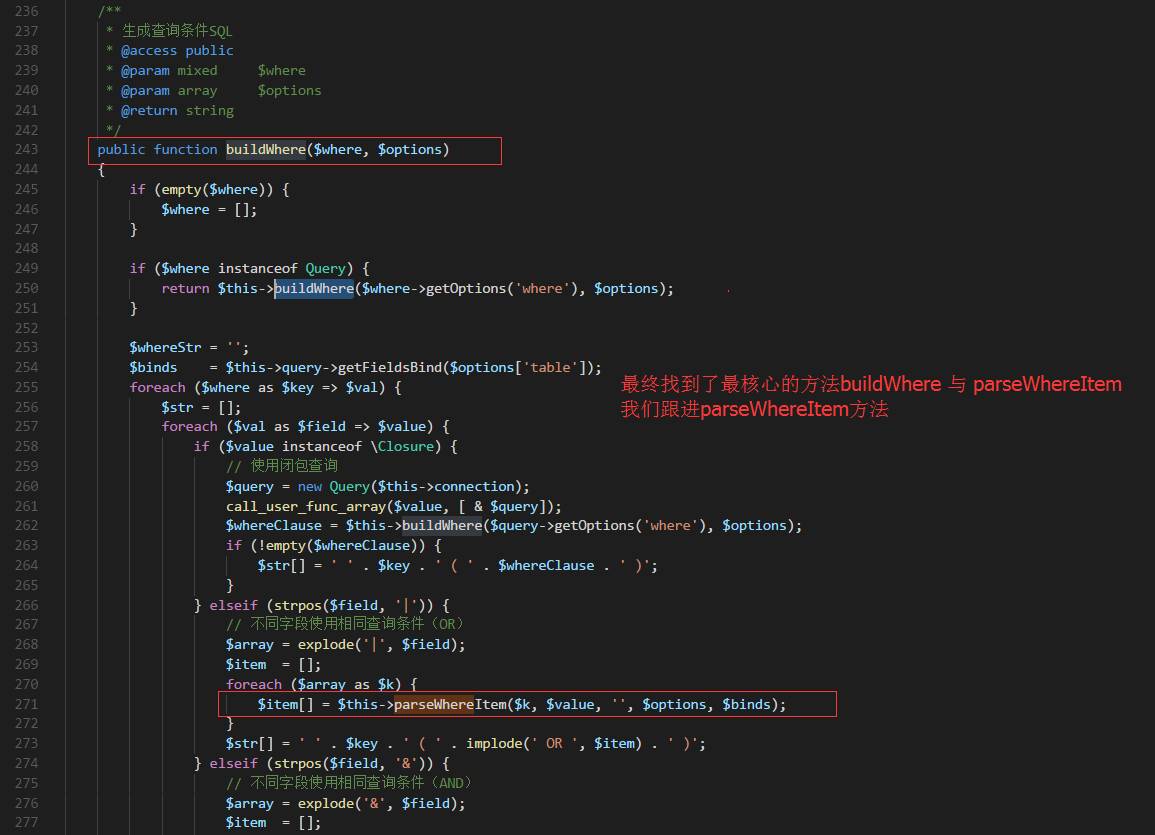 236 /**
237 * 生成查询条件SQL
238 * @access public
239 * @param mixed $where
240 * @param array $options
241 * @return string
242 */
243 public function buildWhere($where, $options)
244 {
245 if (empty($where)) {
246 $where = [];
247 }
248
249 if ($where instanceof Query) {
250 return $this->buildWhere($where->getOptions('where'), $options);
251 }
252
253 $whereStr = '';
254 $binds = $this->query->getFieldsBind($options['table']);
255 foreach ($where as $key => $val) {
最终找到了最核心的方法buildWhere 与 parseWhereItem
256 $str = [];
我们跟进parseWhereItem方法
257 foreach ($val as $field => $value) {
258 if ($value instanceof \Closure) {
259 // 使用闭包查询
260 $query = new Query($this->connection);
261 call_user_func_array($value, [ & $query]);
262 $whereClause = $this->buildWhere($query->getOptions('where'), $options);
263 if (!empty($whereClause)) {
264 $str[] = ' ' . $key . ' ( ' . $whereClause . ' )';
265 }
266 } elseif (strpos($field, '|')) {
267 // 不同字段使用相同查询条件（OR）
268 $array = explode('|', $field);
269 $item = [];
270 foreach ($array as $k) {
271 $item[] = $this->parseWhereItem($k, $value, '', $options, $binds);
272 }
273 $str[] = ' ' . $key . ' ( ' . implode(' OR ', $item) . ' )';
274 } elseif (strpos($field, '&')) {
275 // 不同字段使用相同查询条件（AND）
276 $array = explode('&', $field);
277 $item = [];